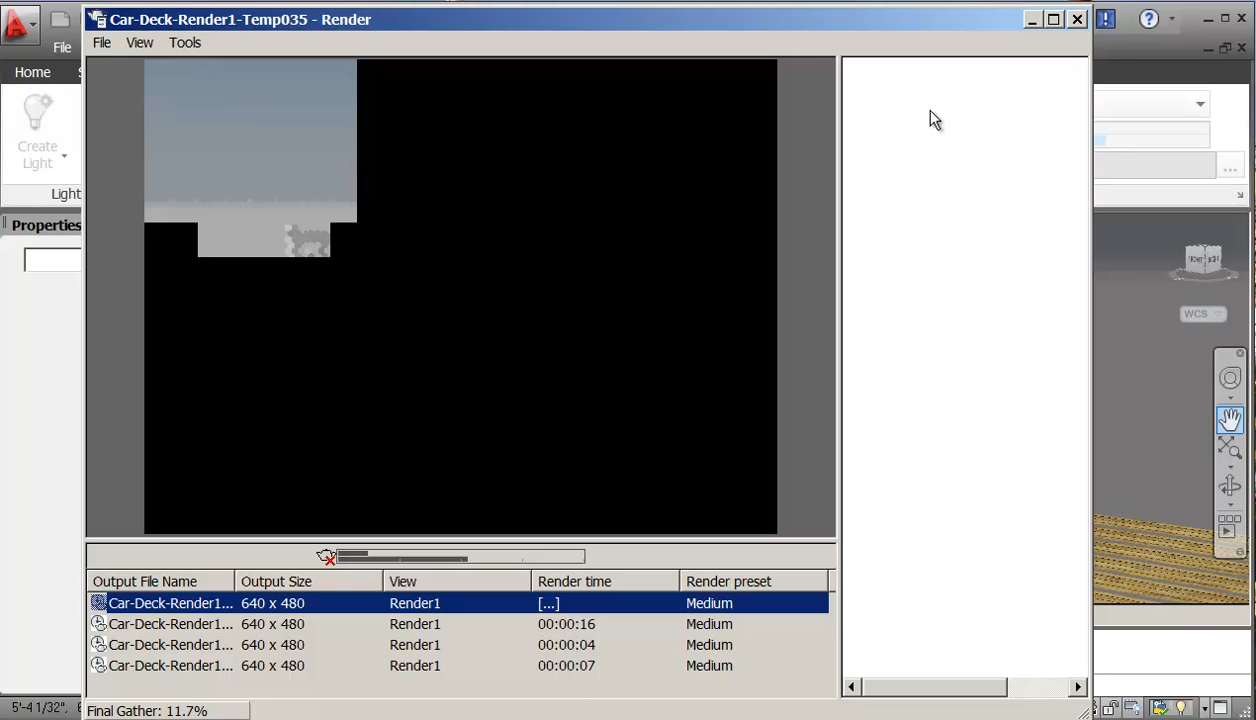 Car-Deck-Render1-Temp035 - Render
File View Tools
File
Home
Create
Light
Light
Properties
WCS
Output File Name Output Size View Render time Render preset
Car-Deck-Render1... 640 x 480 Render1 [...] Medium
Car-Deck-Render1... 640 x 480 Render1 00:00:16 Medium
Car-Deck-Render1... 640 x 480 Render1 00:00:04 Medium
Car-Deck-Render1... 640 x 480 Render1 00:00:07 Medium
5'-4 1/32",
Final Gather: 11.7%